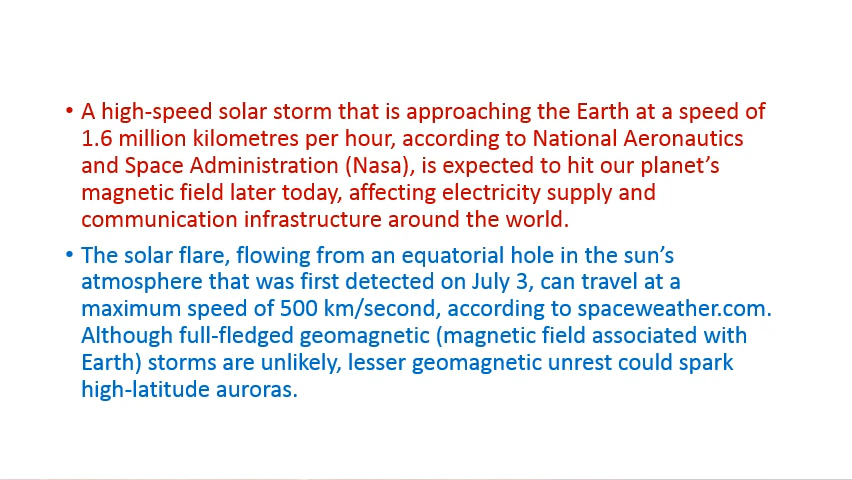 • A high-speed solar storm that is approaching the Earth at a speed of
1.6 million kilometres per hour, according to National Aeronautics
and Space Administration (Nasa), is expected to hit our planet’s
magnetic field later today, affecting electricity supply and
communication infrastructure around the world.
• The solar flare, flowing from an equatorial hole in the sun’s
atmosphere that was first detected on July 3, can travel at a
maximum speed of 500 km/second, according to spaceweather.com.
Although full-fledged geomagnetic (magnetic field associated with
Earth) storms are unlikely, lesser geomagnetic unrest could spark
high-latitude auroras.